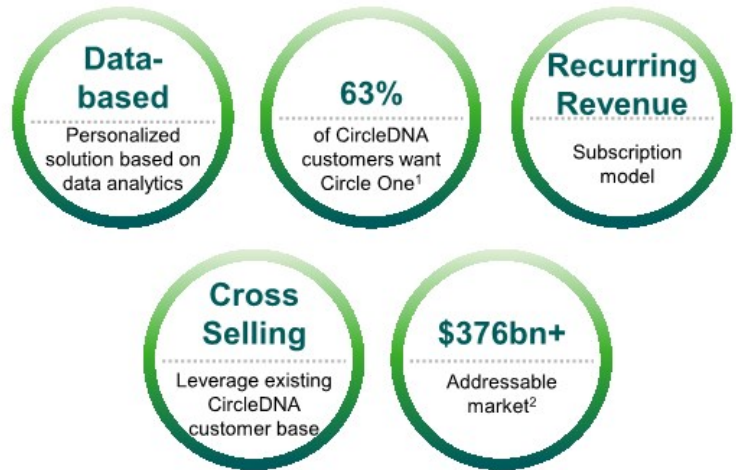 Data-
based
Personalized
solution based on
data analytics
63%
of CircleDNA
customers want
Circle One¹
Recurring
Revenue
Subscription
model
Cross
Selling
Leverage existing
CircleDNA
customer base
$376bn+
Addressable
market²